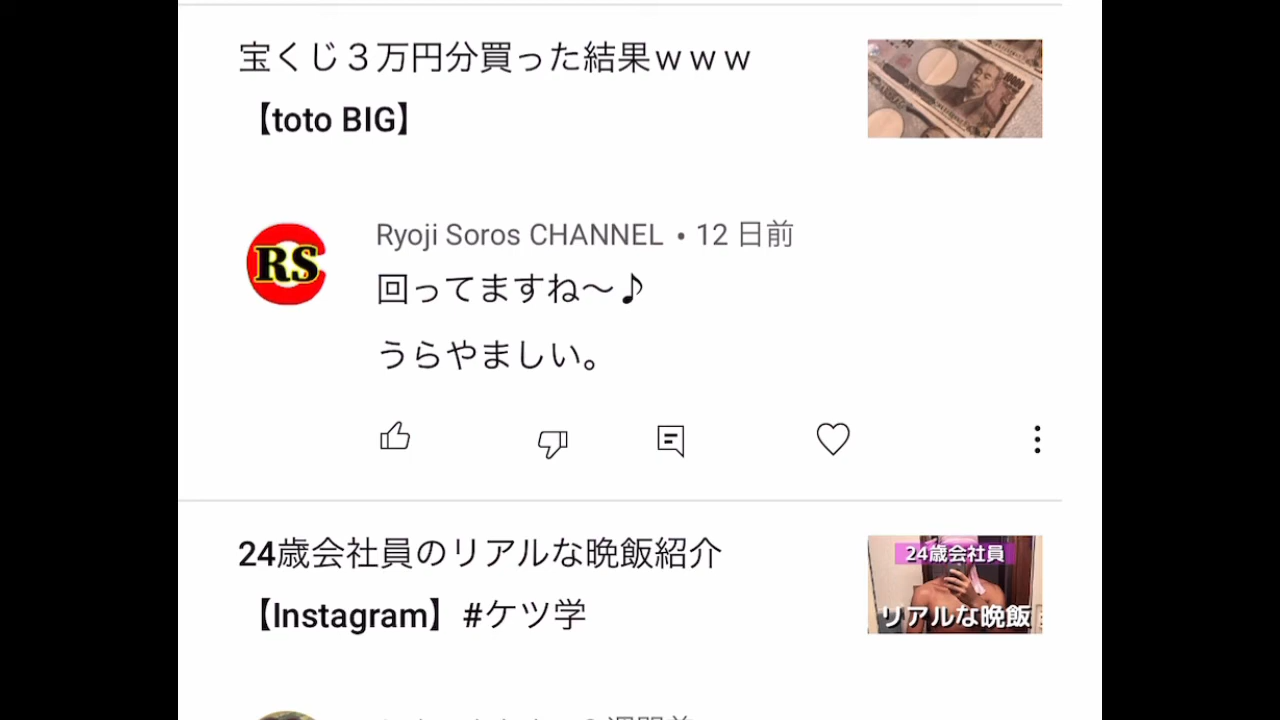 宝くじ３万円分買った結果ｗｗｗ
【toto BIG】
RS
Ryoji Soros CHANNEL • 12 日前
回ってますね〜♪
うらやましい。
24歳会社員のリアルな晩飯紹介
【Instagram】#ケツ学
24歳会社員
リアルな晩飯